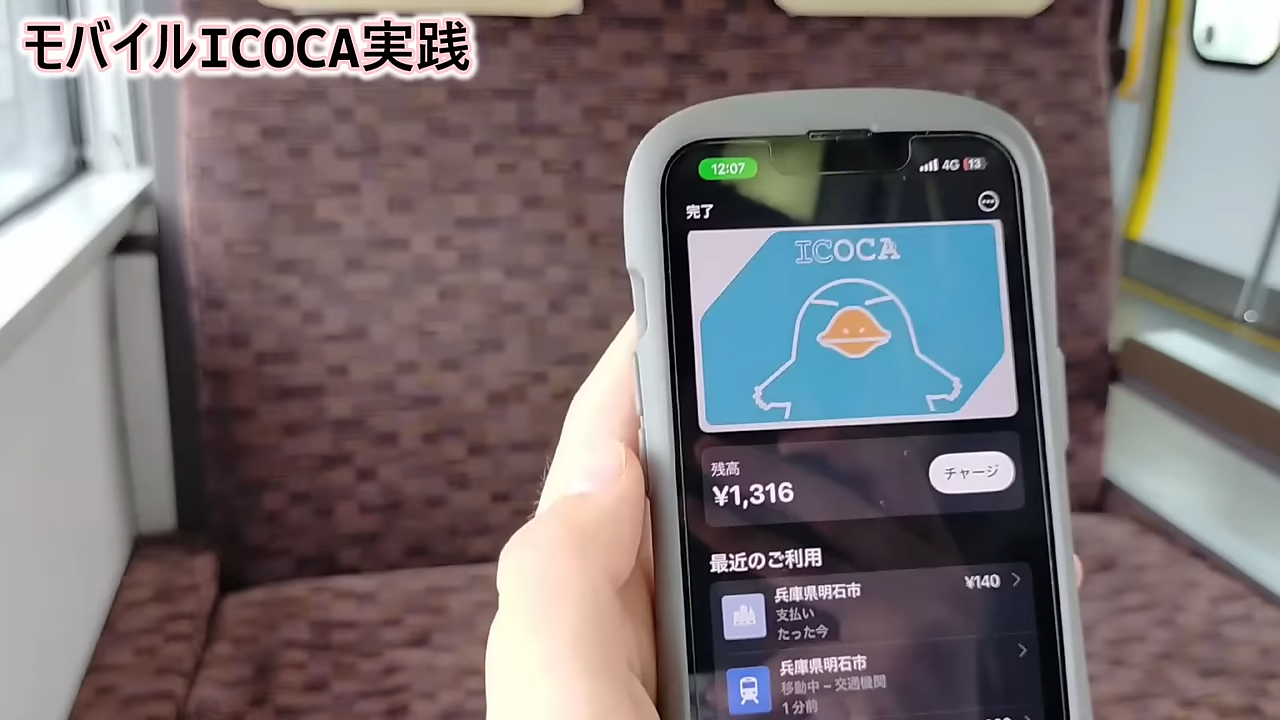 モバイルICOCA実践
12:07
4G 13
完了
ICOCA
残高
¥1,316
チャージ
最近のご利用
兵庫県明石市
¥140
支払い
たった今
兵庫県明石市
移動中 – 交通機関
1分前